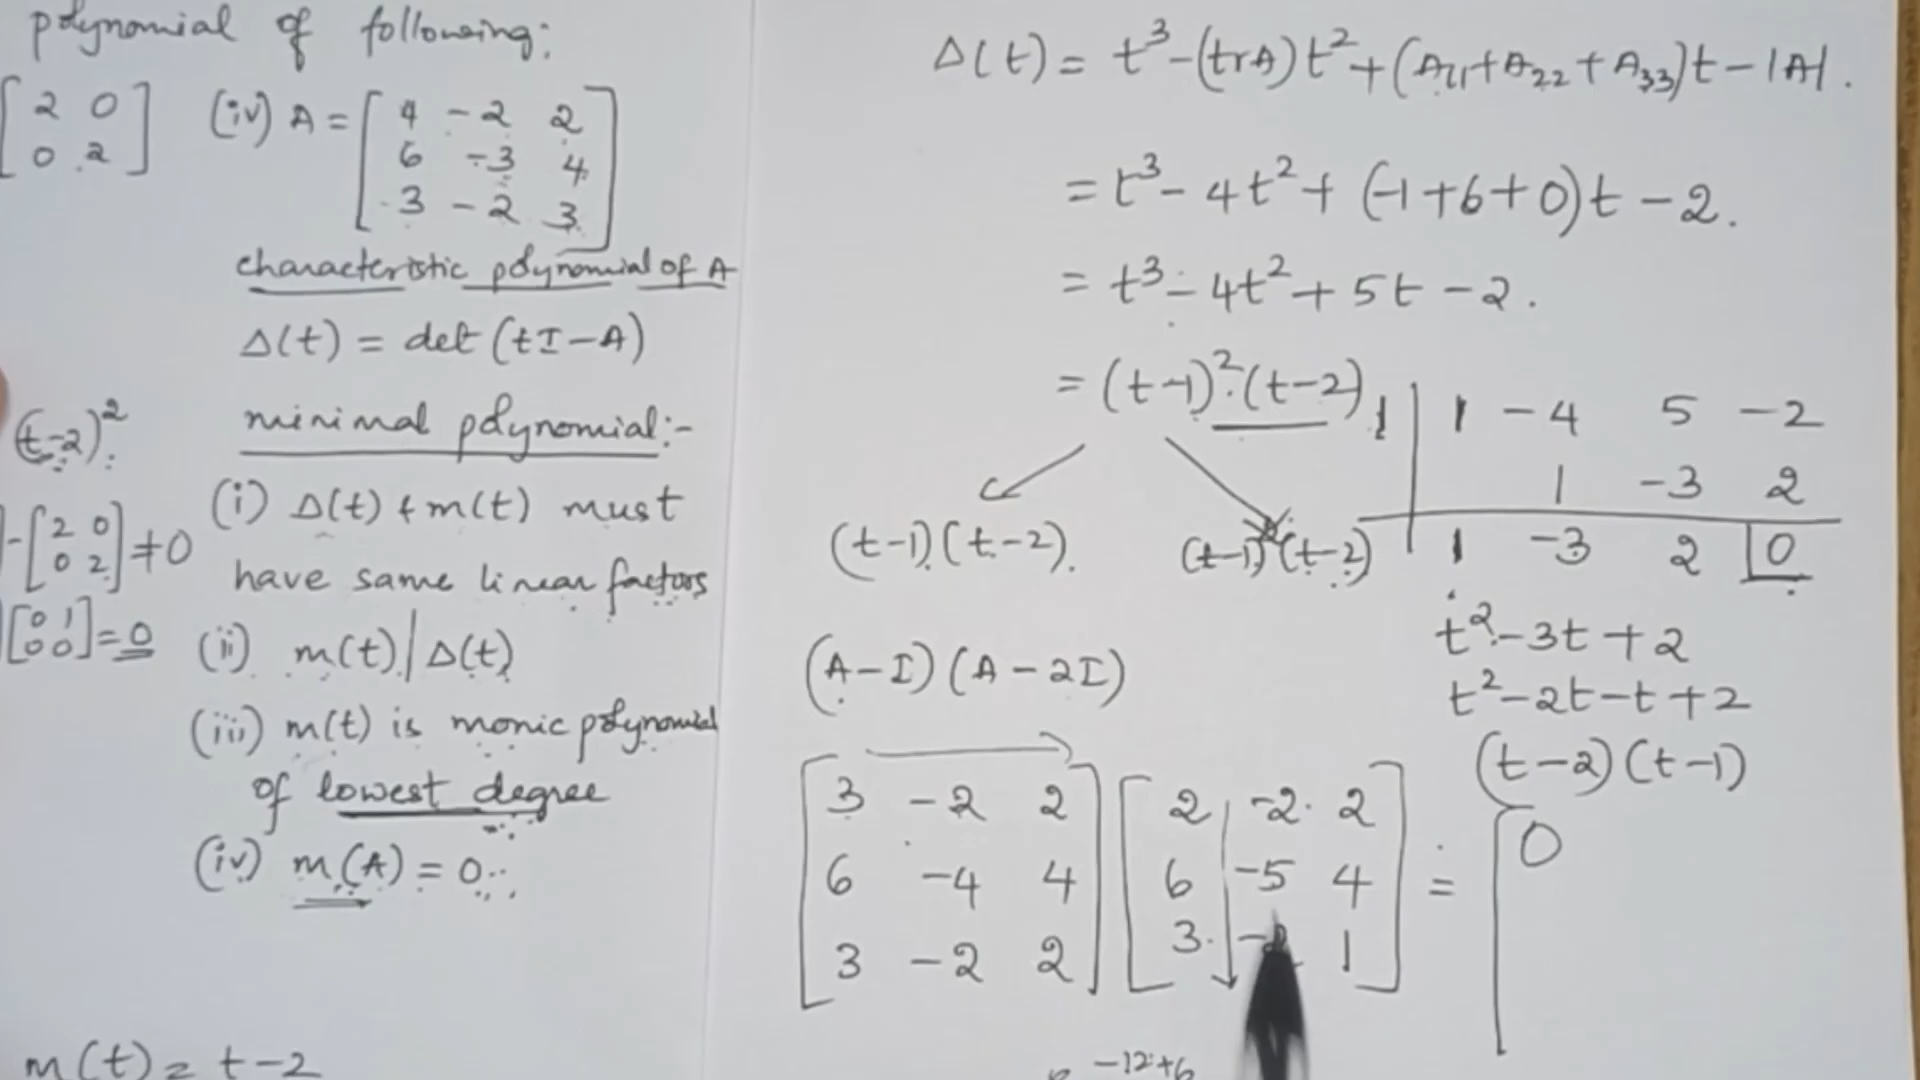 polynomial of following:
[2 0
0 2]
(iv) A = [4 -2 2
6 -3 4
3 -2 3]
characteristic polynomial of A
Δ(t) = det (tI-A)
(t-2)²
minimal polynomial:-
(i) Δ(t) & m(t) must
have same linear factors
-[2 0
0 2] ≠ 0
[0 1
0 0] = 0
(ii) m(t) | Δ(t)
(iii) m(t) is monic polynomial
of lowest degree
(iv) m(A) = 0
m(t) = t-2
Δ(t) = t³-(trA)t²+(A₁₁+A₂₂+A₃₃)t-|A|.
= t³-4t²+(-1+6+0)t-2.
= t³-4t²+5t-2.
= (t-1)²(t-2)
1 | 1 -4 5 -2
1 -3 2
1 -3 2 |0
(t-1)(t-2). (t-1)²(t-2)
t²-3t+2
t²-2t-t+2
(t-2)(t-1)
(A-I)(A-2I)
[3 -2 2
6 -4 4
3 -2 2]
[2 -2 2
6 -5 4
3 -2 1]
= [0
-12+6